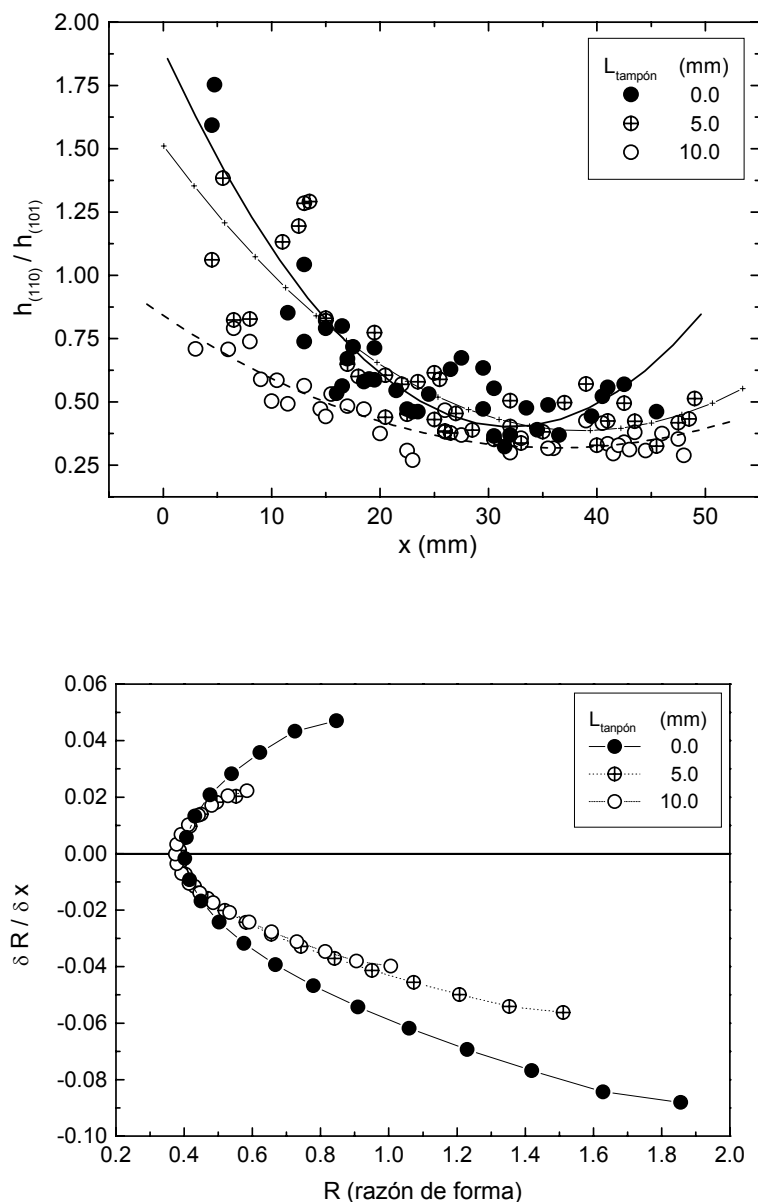 2.00
1.75
1.50
1.25
1.00
0.75
0.50
0.25
h(110) / h(101)
0 10 20 30 40 50
x (mm)
Ltampón (mm)
0.0
5.0
10.0
0.06
0.04
0.02
0.00
-0.02
-0.04
-0.06
-0.08
-0.10
δ R / δ x
0.2 0.4 0.6 0.8 1.0 1.2 1.4 1.6 1.8 2.0
R (razón de forma)
Ltanpón (mm)
0.0
5.0
10.0